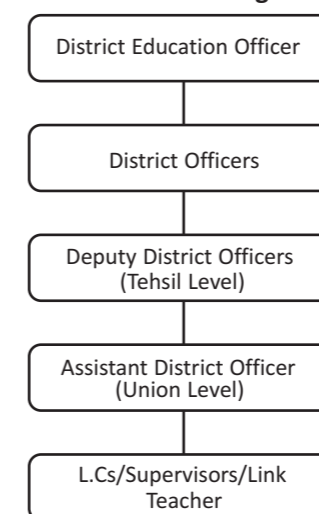 District Education Officer
District Officers
Deputy District Officers
(Tehsil Level)
Assistant District Officer
(Union Level)
L.Cs/Supervisors/Link
Teacher